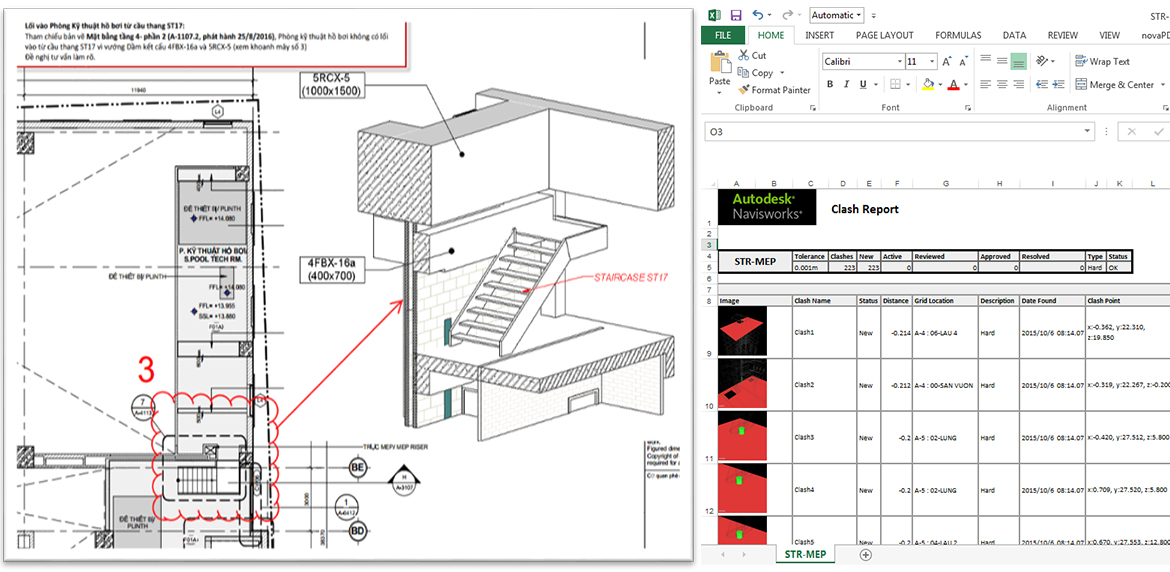 Lối vào Phòng Kỹ thuật hồ bơi từ cầu thang ST17:
Tham chiếu bản vẽ Mặt bằng tầng 4- phần 2 (A-1107.2, phát hành 25/8/2016), Phòng kỹ thuật hồ bơi không có lối
vào từ cầu thang ST17 vì vướng Dầm kết cấu 4FBX-16a và 5RCX-5 (xem khoanh mây số 3)
Đề nghị tư vấn làm rõ.
11940
L4
ĐẾ THIẾT BỊ/ PLINTH
FFL= +14.080
P. KỸ THUẬT HỒ BƠI
S.POOL TECH RM.
ĐẾ THIẾT BỊ/ PLINTH
FFL= +14.080
FFL= +13.955
SSL= +13.880
F01A3
3
7
TRỤC MEP/ MEP RISER
BE
1
BD
3000
ĐẾ THIẾT BỊ/
PLINTH
F01A1
H
A-3107
5RCX-5
(1000x1500)
4FBX-16a
(400x700)
STAIRCASE ST17
Figured dime
Copyright of
required for a
Automatic
STR-
FILE
HOME
INSERT
PAGE LAYOUT
FORMULAS
DATA
REVIEW
VIEW
novaPD
Paste
Cut
Copy
Format Painter
Clipboard
Calibri
11
B I U
Font
Wrap Text
Merge & Center
Alignment
O3
A B C D E F G H I J K L
1
2
3
4
5
6
7
8
9
10
11
12
Autodesk
Navisworks
Clash Report
STR-MEP
Tolerance Clashes New Active Reviewed Approved Resolved Type Status
0.001m 223 223 0 0 0 0 Hard OK
Image Clash Name Status Distance Grid Location Description Date Found Clash Point
Clash1 New -0.214 A-4 : 06-LAU 4 Hard 2015/10/6 08:14.07 x:-0.362, y:22.310, z:19.850
Clash2 New -0.212 A-4 : 00-SAN VUON Hard 2015/10/6 08:14.07 x:-0.319, y:22.267, z:-0.200
Clash3 New -0.2 A-5 : 02-LUNG Hard 2015/10/6 08:14.07 x:-0.420, y:27.512, z:5.800
Clash4 New -0.2 A-5 : 02-LUNG Hard 2015/10/6 08:14.07 x:0.709, y:27.520, z:5.800
Clash5 New -0.2 A-5 : 04-LAU 2 Hard 2015/10/6 08:14.07 x:0.670, y:27.553, z:12.800
STR-MEP